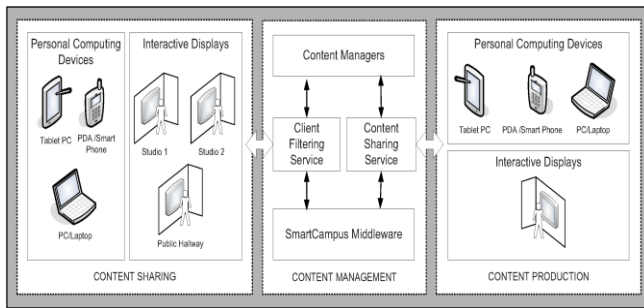 Personal Computing
Devices
Tablet PC
PDA /Smart
Phone
PC/Laptop
Interactive Displays
Studio 1
Studio 2
Public Hallway
CONTENT SHARING
Content Managers
Client
Filtering
Service
Content
Sharing
Service
SmartCampus Middleware
CONTENT MANAGEMENT
Personal Computing Devices
Tablet PC
PDA /Smart Phone
PC/Laptop
Interactive Displays
CONTENT PRODUCTION